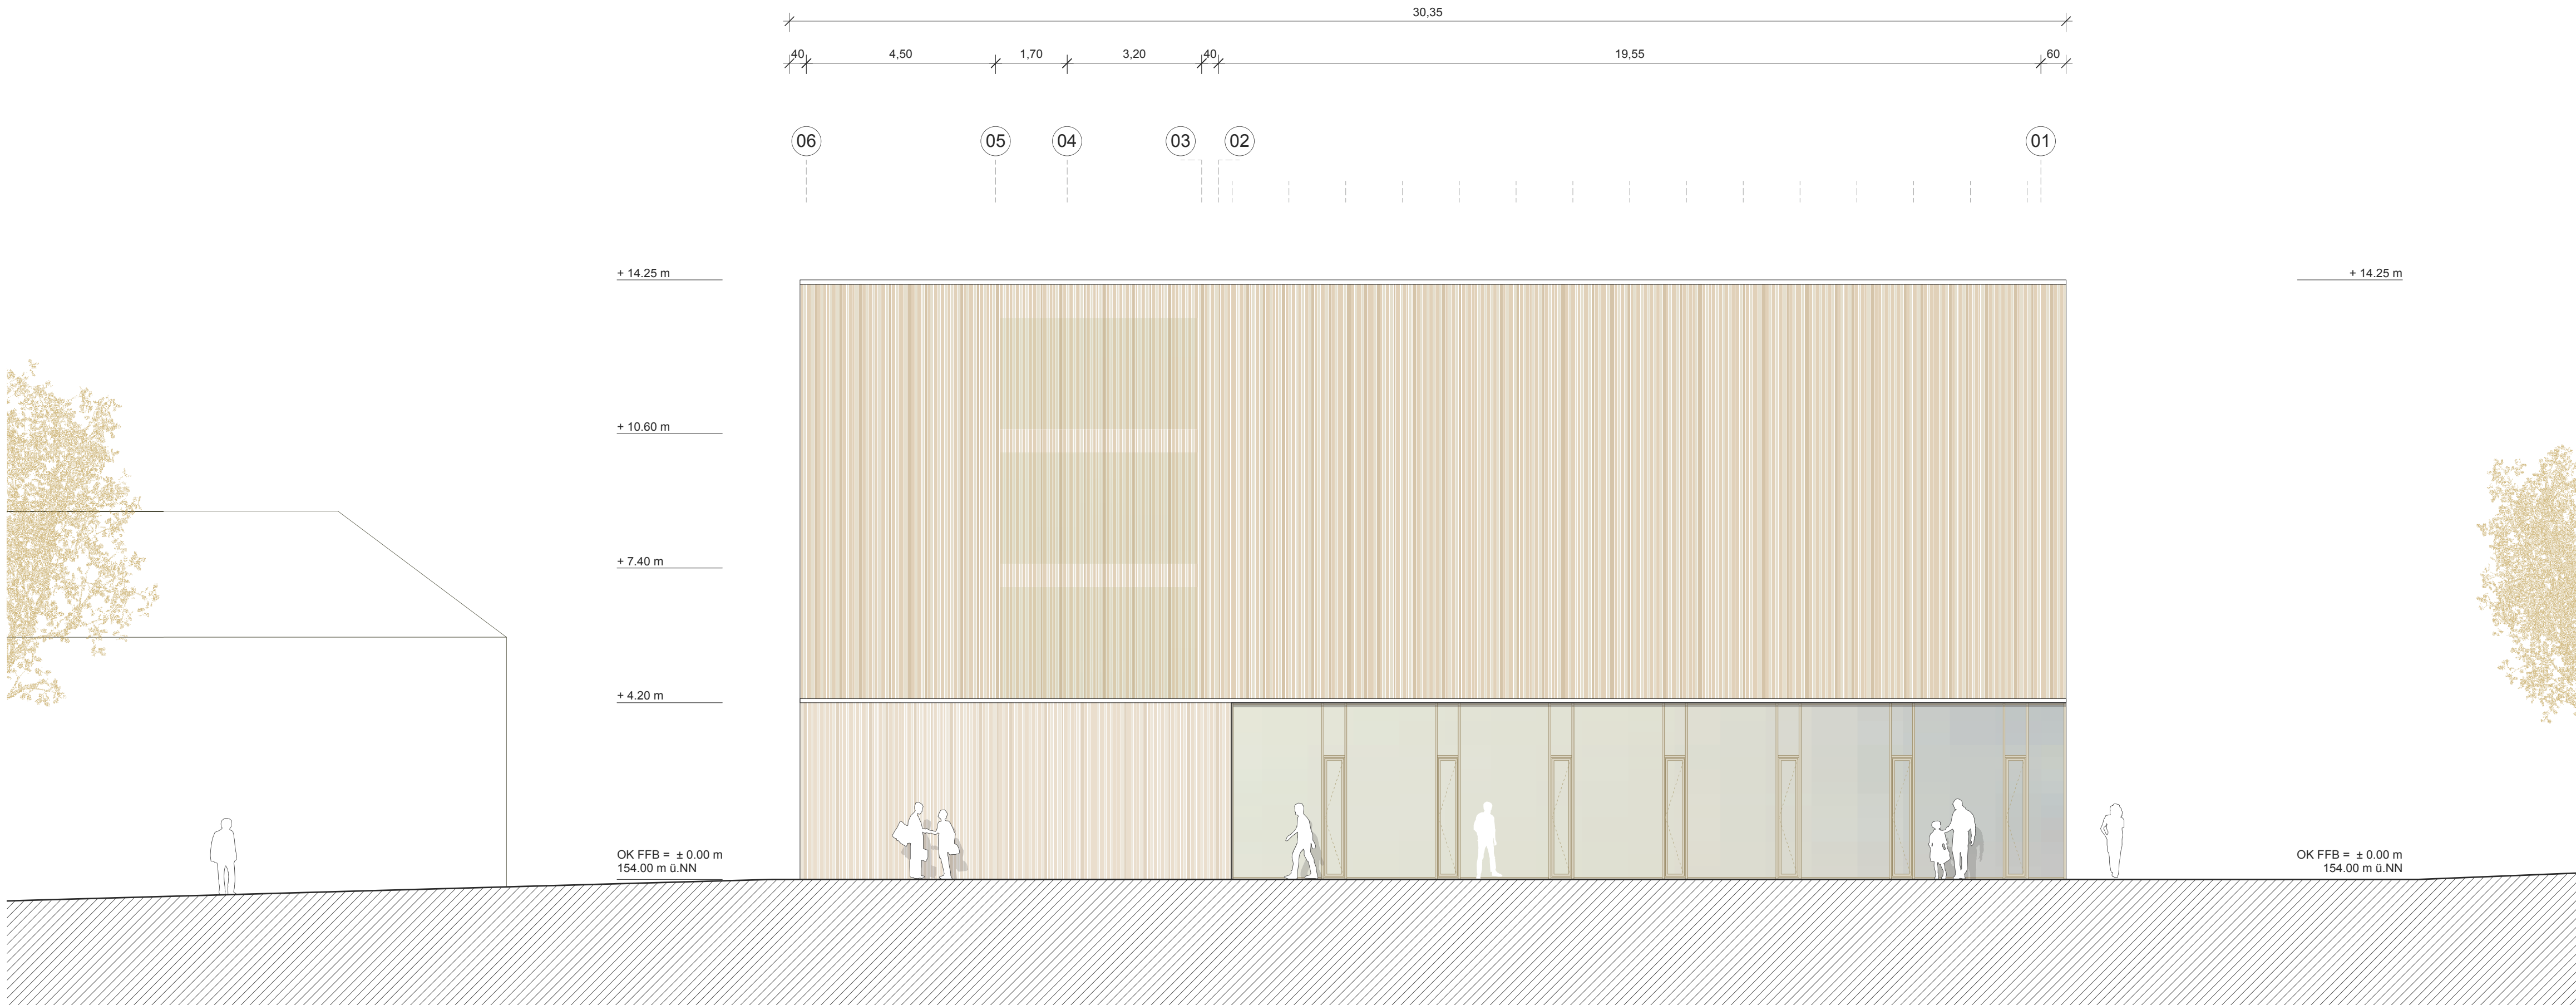 30,35
40
4,50
1,70
3,20
40
19,55
60
06
05
04
03
02
01
+ 14.25 m
+ 14.25 m
+ 10.60 m
+ 7.40 m
+ 4.20 m
OK FFB = ± 0.00 m
154.00 m ü.NN
OK FFB = ± 0.00 m
154.00 m ü.NN